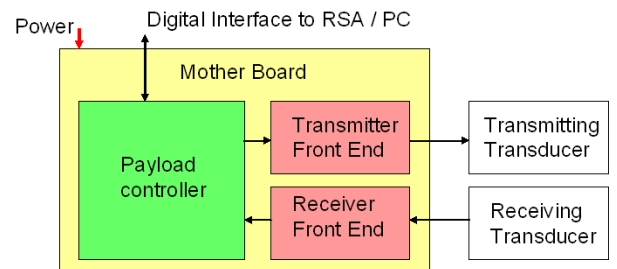 Digital Interface to RSA / PC
Power
Mother Board
Payload
controller
Transmitter
Front End
Transmitting
Transducer
Receiver
Front End
Receiving
Transducer